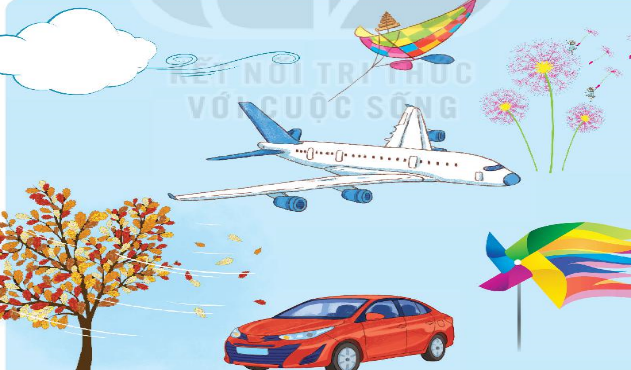 KẾT NỐI TRI THỨC
VỚI CUỘC SỐNG